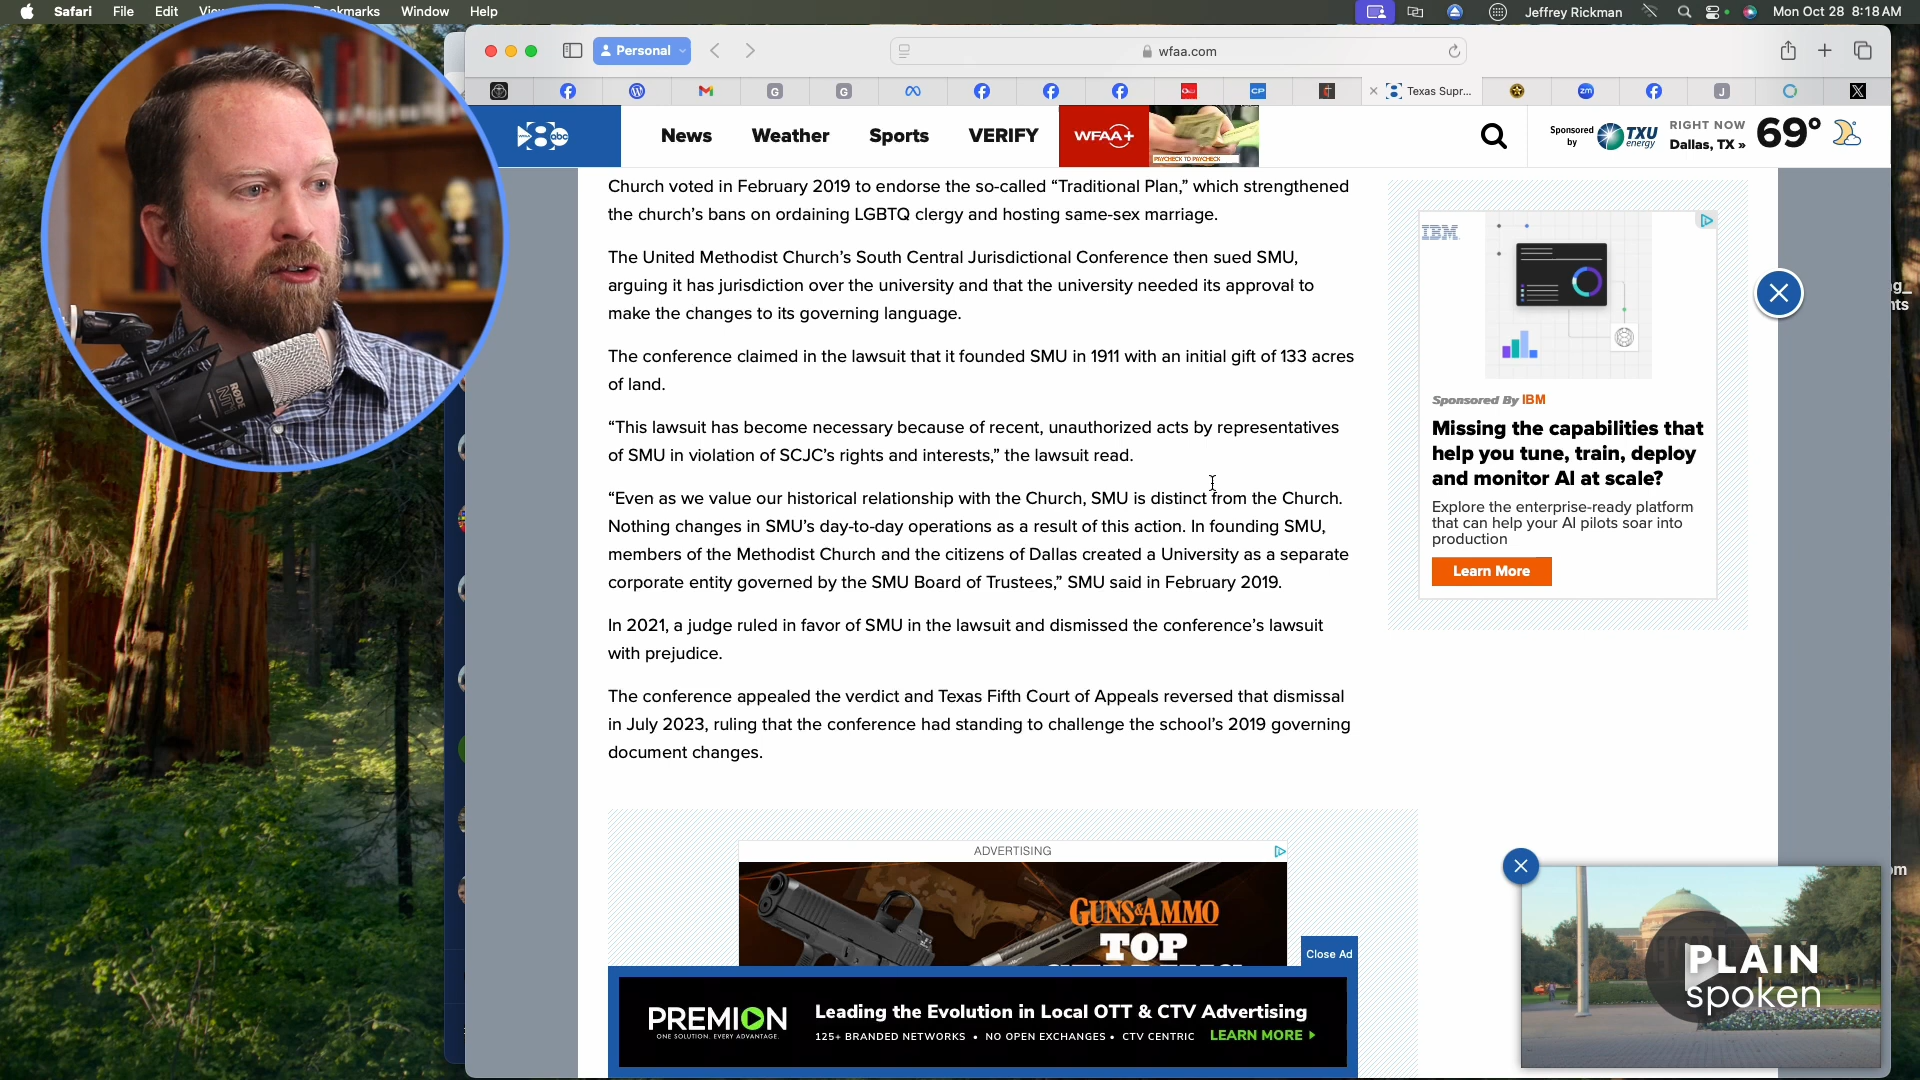 Safari File Edit View Bookmarks Window Help
Jeffrey Rickman Mon Oct 28 8:18 AM
Personal
wfaa.com
G G CP Texas Supr... zm J X
WFAA 8 abc News Weather Sports VERIFY WFAA+
PAYCHECK TO PAYCHECK
Sponsored by TXU energy
RIGHT NOW
Dallas, TX »
69°
Church voted in February 2019 to endorse the so-called “Traditional Plan,” which strengthened
the church’s bans on ordaining LGBTQ clergy and hosting same-sex marriage.
The United Methodist Church’s South Central Jurisdictional Conference then sued SMU,
arguing it has jurisdiction over the university and that the university needed its approval to
make the changes to its governing language.
The conference claimed in the lawsuit that it founded SMU in 1911 with an initial gift of 133 acres
of land.
“This lawsuit has become necessary because of recent, unauthorized acts by representatives
of SMU in violation of SCJC’s rights and interests,” the lawsuit read.
“Even as we value our historical relationship with the Church, SMU is distinct from the Church.
Nothing changes in SMU’s day-to-day operations as a result of this action. In founding SMU,
members of the Methodist Church and the citizens of Dallas created a University as a separate
corporate entity governed by the SMU Board of Trustees,” SMU said in February 2019.
In 2021, a judge ruled in favor of SMU in the lawsuit and dismissed the conference’s lawsuit
with prejudice.
The conference appealed the verdict and Texas Fifth Court of Appeals reversed that dismissal
in July 2023, ruling that the conference had standing to challenge the school’s 2019 governing
document changes.
IBM
Sponsored By IBM
Missing the capabilities that
help you tune, train, deploy
and monitor AI at scale?
Explore the enterprise-ready platform
that can help your AI pilots soar into
production
Learn More
ADVERTISING
GUNS&AMMO
TOP
Close Ad
PREMION
ONE SOLUTION. EVERY ADVANTAGE.
Leading the Evolution in Local OTT & CTV Advertising
125+ BRANDED NETWORKS • NO OPEN EXCHANGES • CTV CENTRIC LEARN MORE
PLAIN
spoken
RØDE
NT1